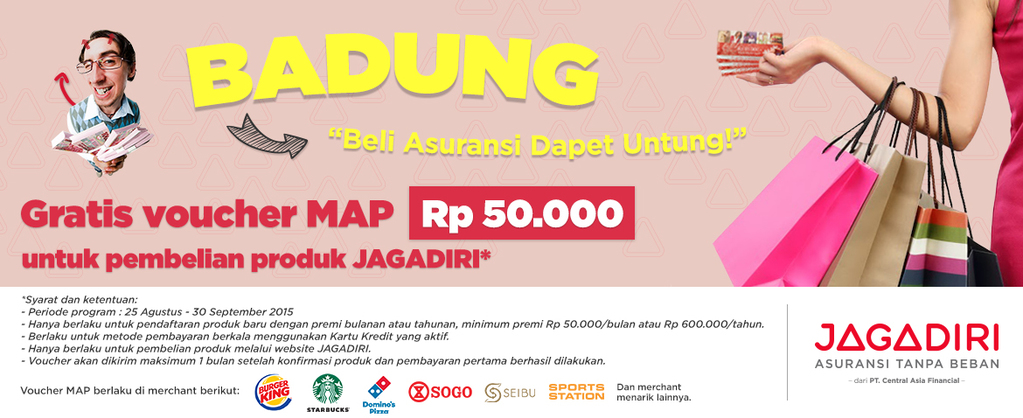 BADUNG
“Beli Asuransi Dapet Untung!”
Gratis voucher MAP Rp 50.000
untuk pembelian produk JAGADIRI*
*Syarat dan ketentuan:
- Periode program : 25 Agustus - 30 September 2015
- Hanya berlaku untuk pendaftaran produk baru dengan premi bulanan atau tahunan, minimum premi Rp 50.000/bulan atau Rp 600.000/tahun.
- Berlaku untuk metode pembayaran berkala menggunakan Kartu Kredit yang aktif.
- Hanya berlaku untuk pembelian produk melalui website JAGADIRI.
- Voucher akan dikirim maksimum 1 bulan setelah konfirmasi produk dan pembayaran pertama berhasil dilakukan.
Voucher MAP berlaku di merchant berikut:
BURGER KING
STARBUCKS
Domino's Pizza
SOGO
SEIBU
SPORTS STATION
Dan merchant
menarik lainnya.
JAGADIRI
ASURANSI TANPA BEBAN
- dari PT. Central Asia Financial -